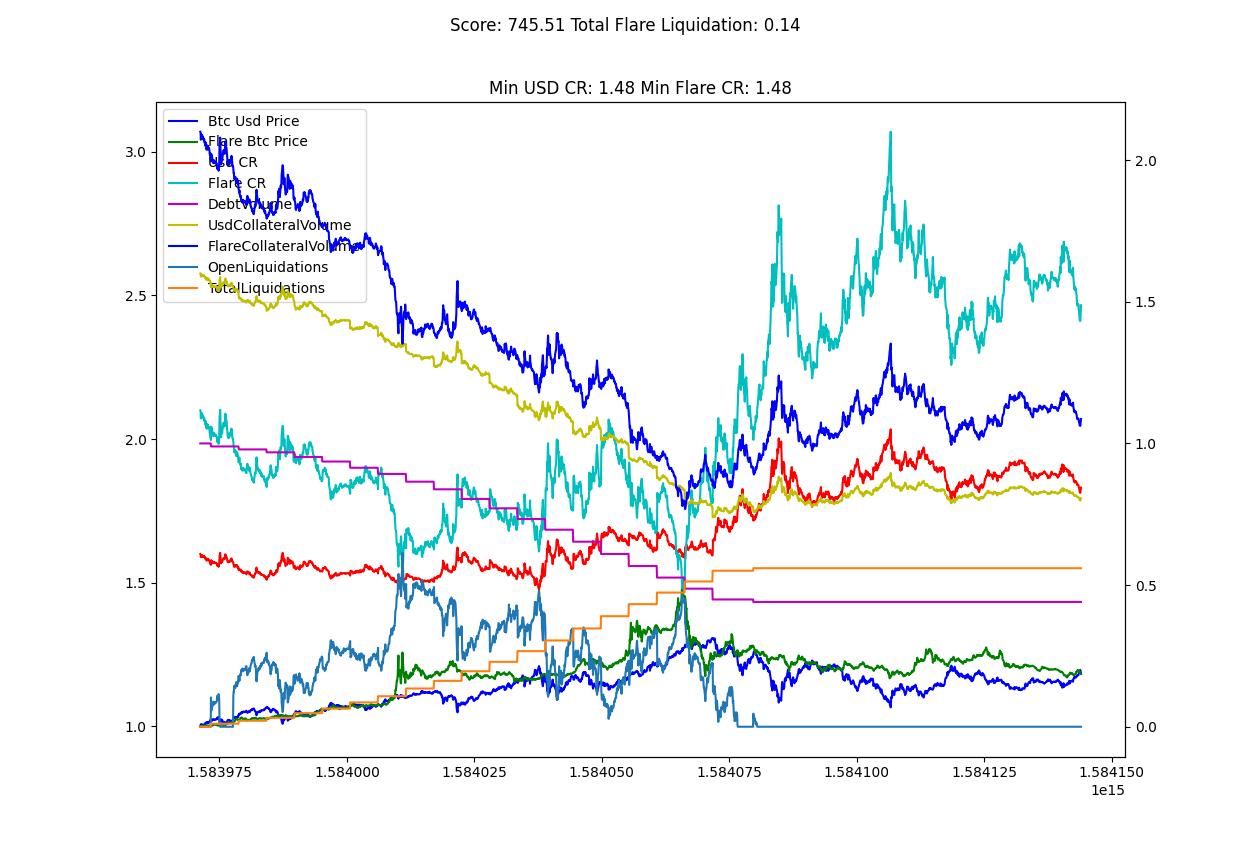 Score: 745.51 Total Flare Liquidation: 0.14
Min USD CR: 1.48 Min Flare CR: 1.48
Btc Usd Price
Flare Btc Price
Usd CR
Flare CR
DebtVolume
UsdCollateralVolume
FlareCollateralVolume
OpenLiquidations
TotalLiquidations
3.0
2.5
2.0
1.5
1.0
2.0
1.5
1.0
0.5
0.0
1.583975 1.584000 1.584025 1.584050 1.584075 1.584100 1.584125 1.584150
1e15